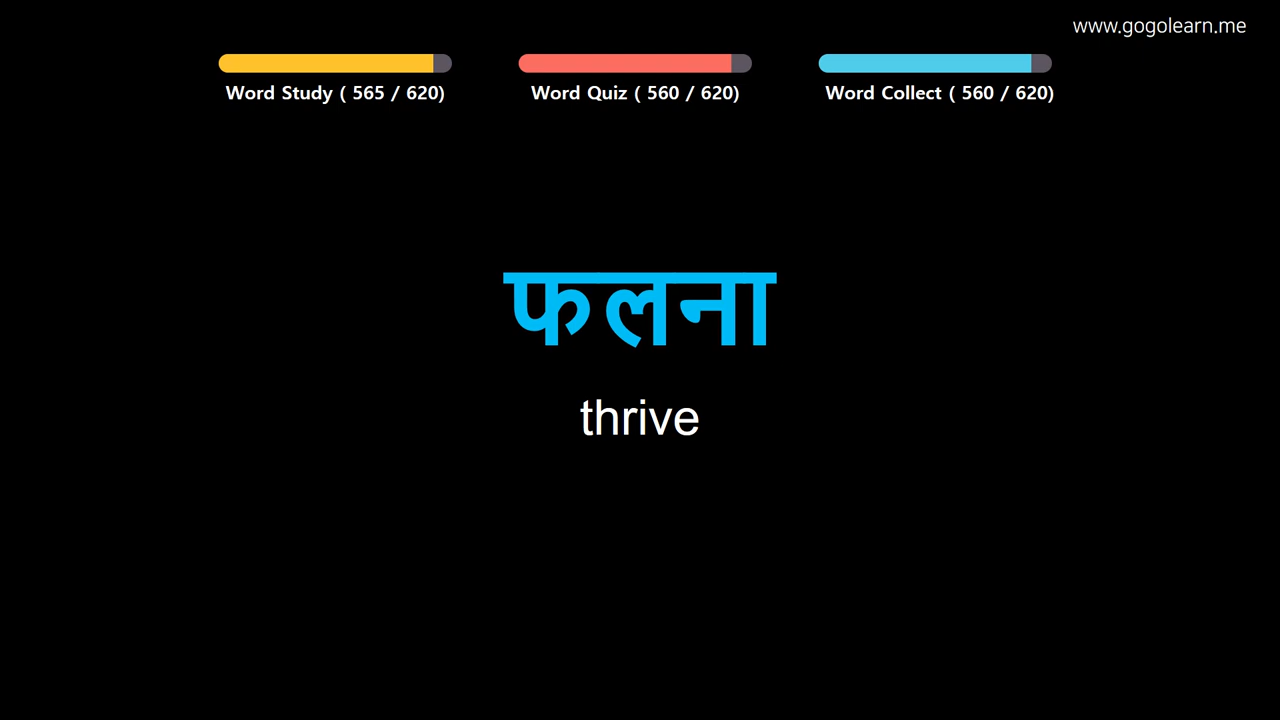 www.gogolearn.me
Word Study ( 565 / 620)
Word Quiz ( 560 / 620)
Word Collect ( 560 / 620)
फलना
thrive